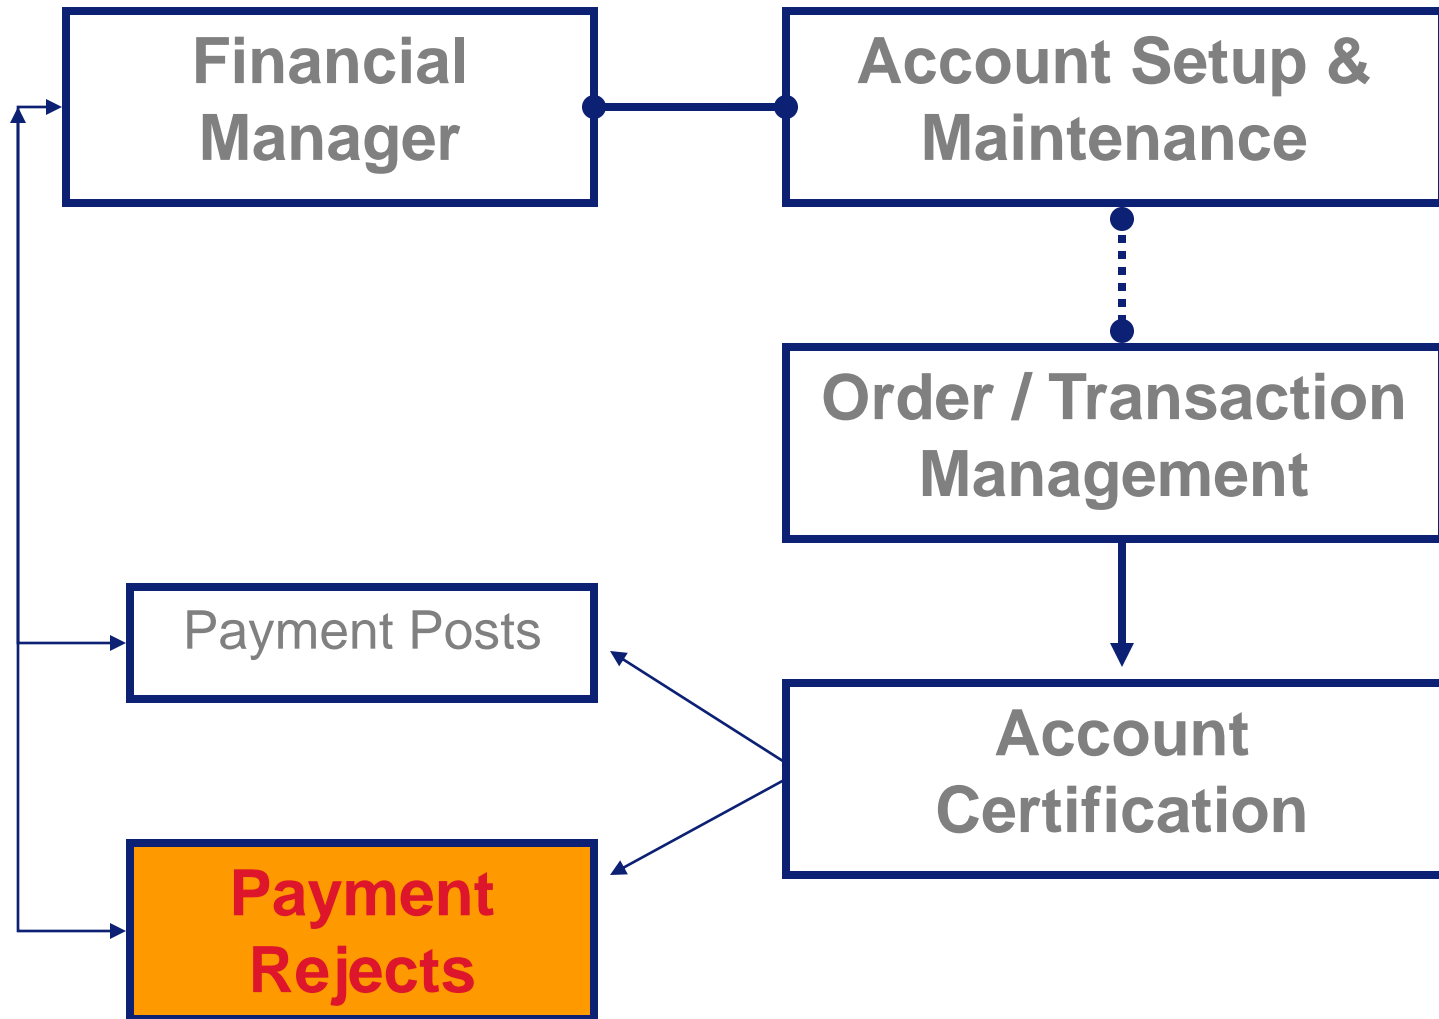 Financial
Manager
Account Setup &
Maintenance
Order / Transaction
Management
Payment Posts
Account
Certification
Payment
Rejects